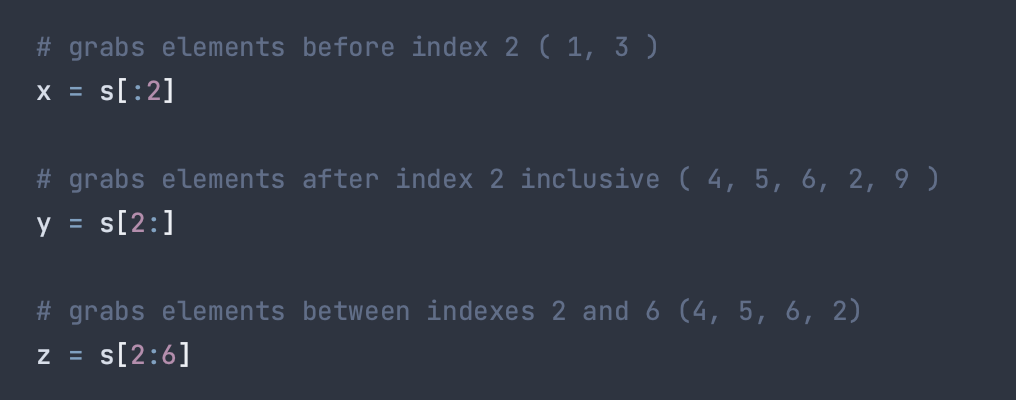 # grabs elements before index 2 ( 1, 3 )
x = s[:2]
# grabs elements after index 2 inclusive ( 4, 5, 6, 2, 9 )
y = s[2:]
# grabs elements between indexes 2 and 6 (4, 5, 6, 2)
z = s[2:6]